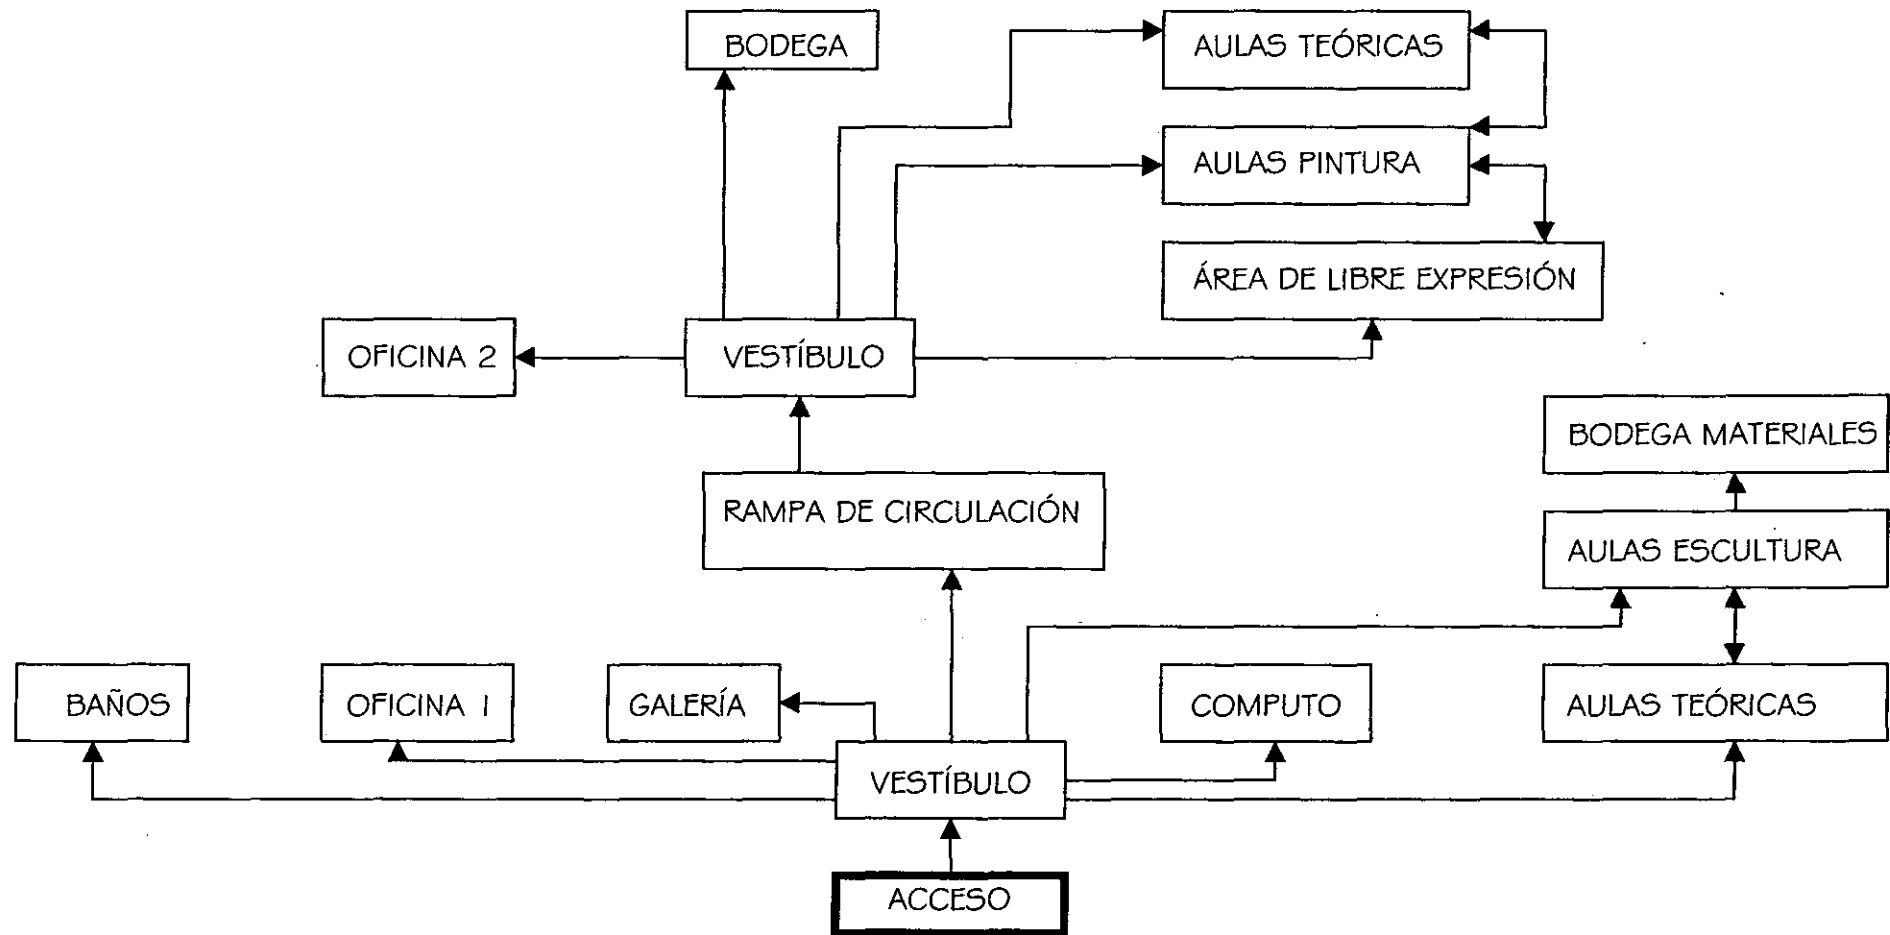 BODEGA
AULAS TEÓRICAS
AULAS PINTURA
ÁREA DE LIBRE EXPRESIÓN
OFICINA 2
VESTÍBULO
BODEGA MATERIALES
RAMPA DE CIRCULACIÓN
AULAS ESCULTURA
BAÑOS
OFICINA 1
GALERÍA
COMPUTO
AULAS TEÓRICAS
VESTÍBULO
ACCESO